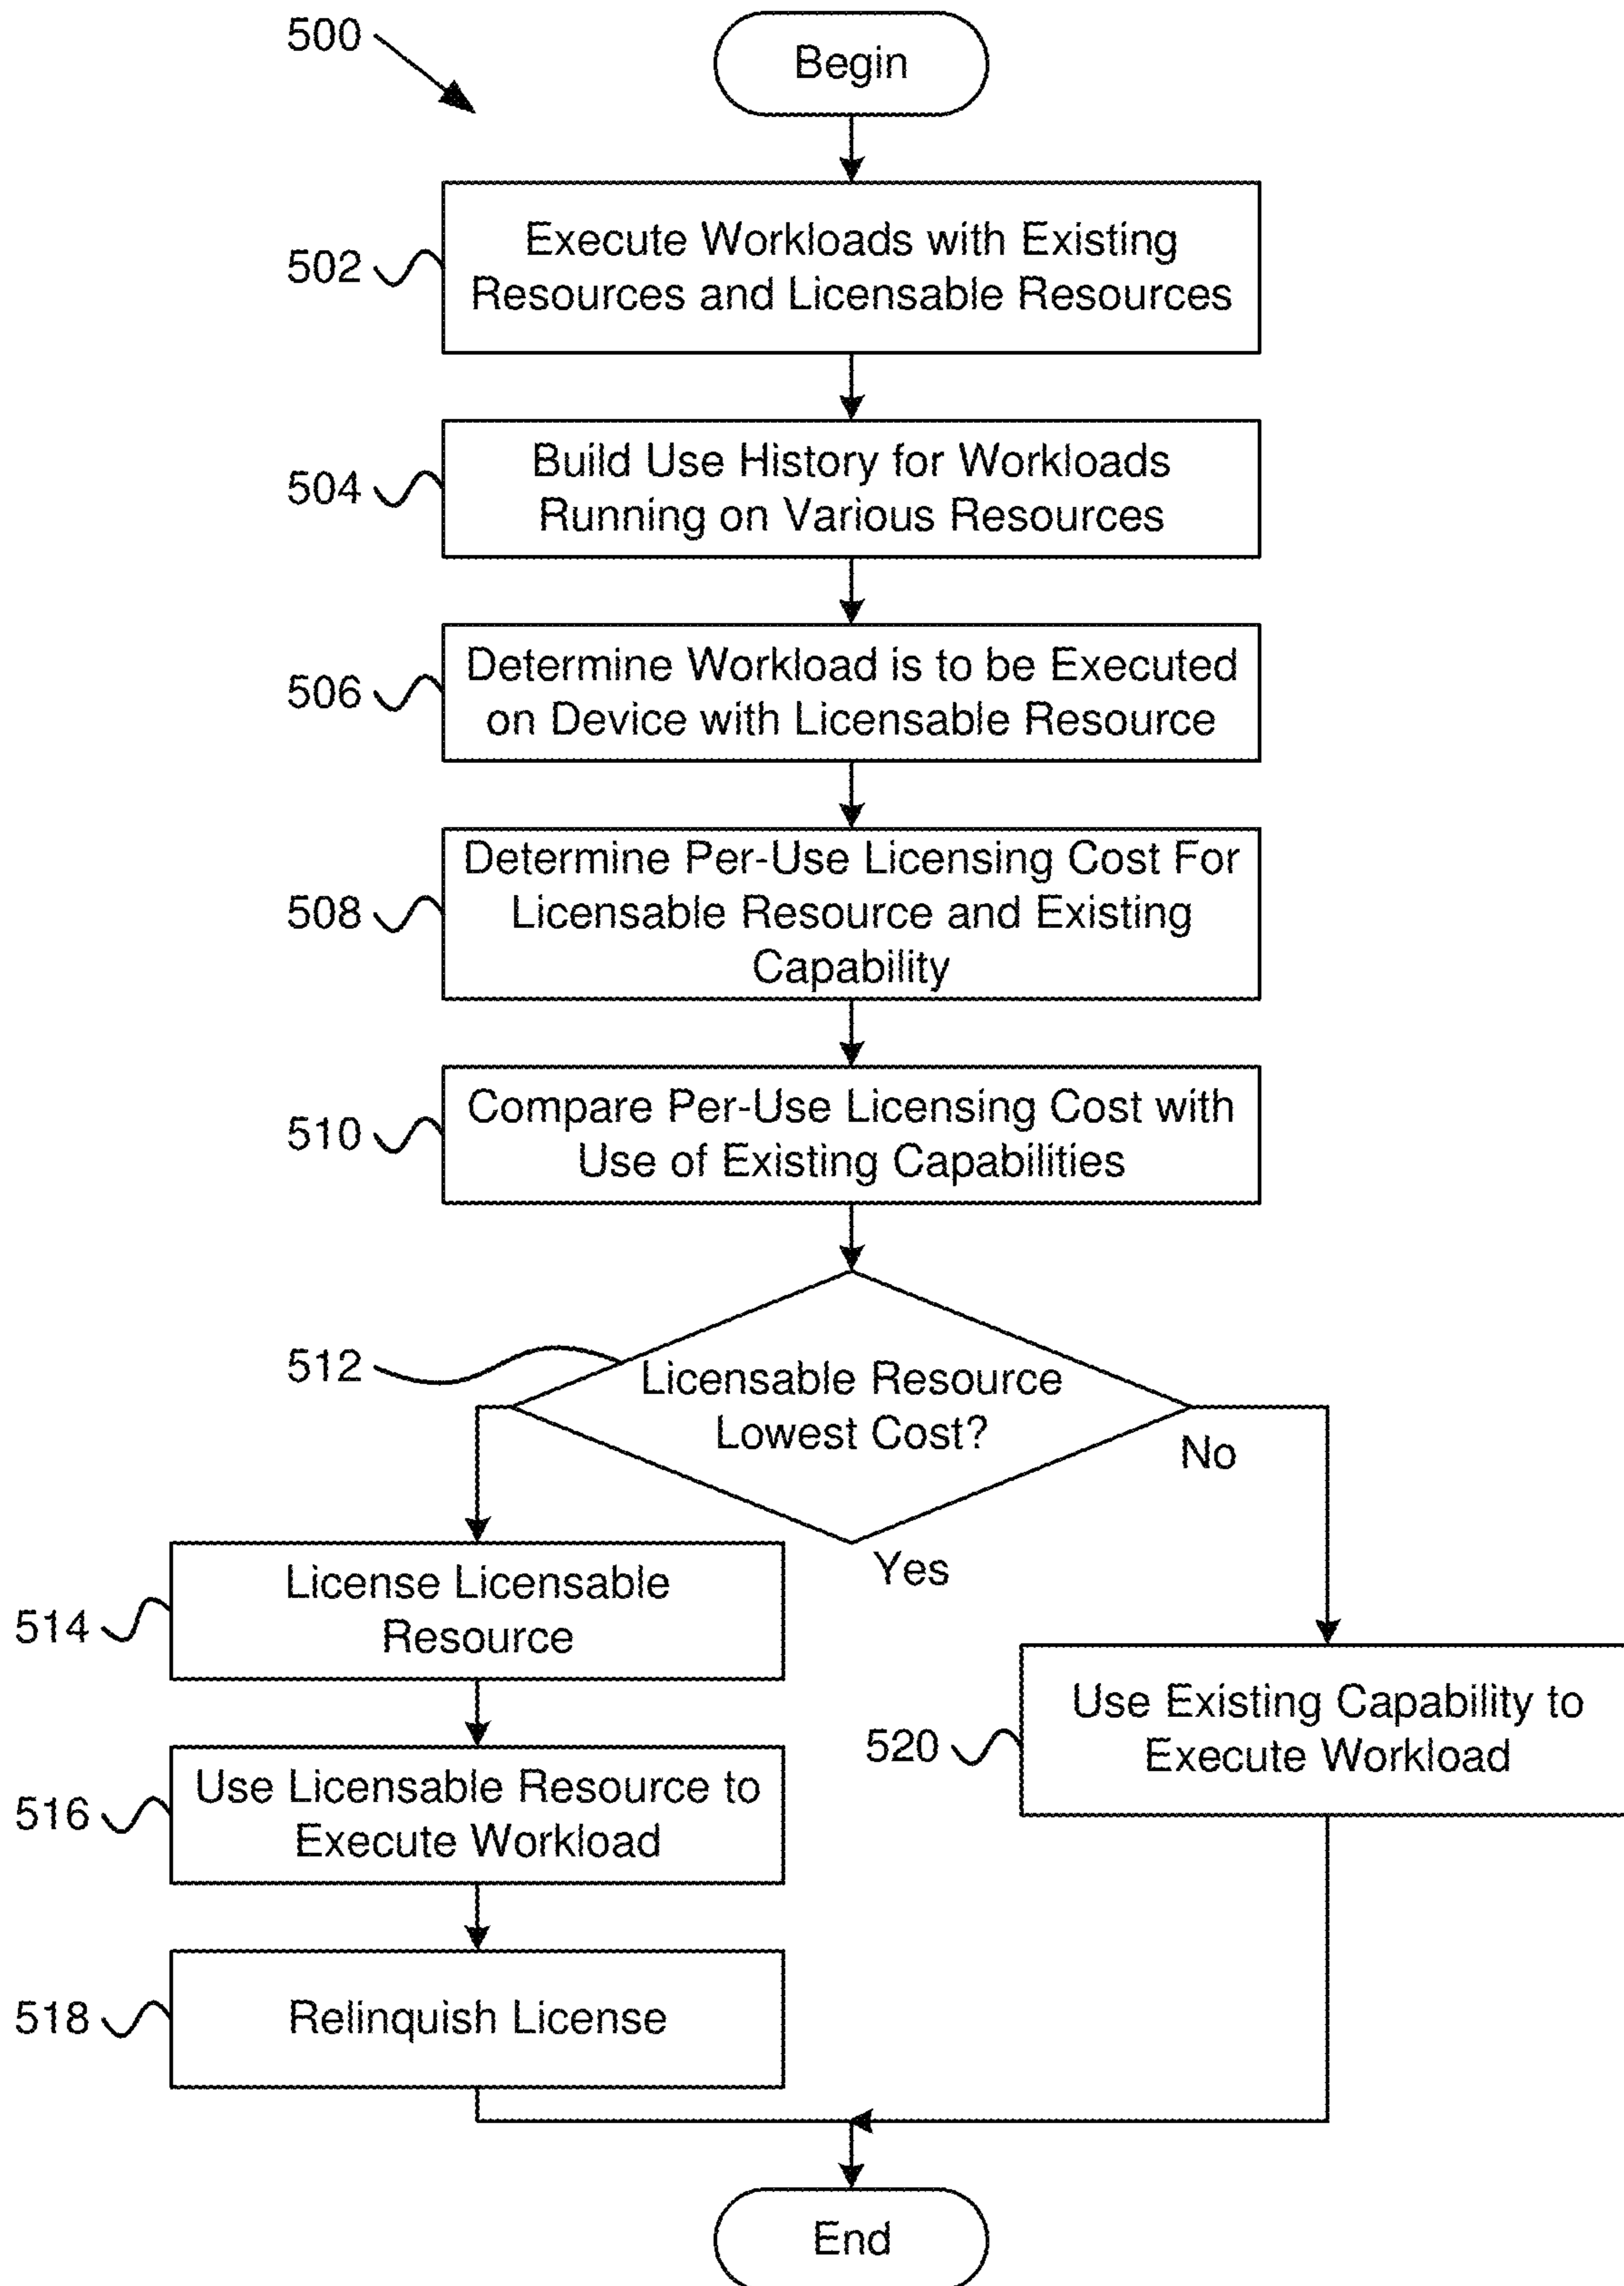 500
Begin
502
Execute Workloads with Existing
Resources and Licensable Resources
504
Build Use History for Workloads
Running on Various Resources
506
Determine Workload is to be Executed
on Device with Licensable Resource
508
Determine Per-Use Licensing Cost For
Licensable Resource and Existing
Capability
510
Compare Per-Use Licensing Cost with
Use of Existing Capabilities
512
Licensable Resource
Lowest Cost?
No
Yes
514
License Licensable
Resource
516
Use Licensable Resource to
Execute Workload
520
Use Existing Capability to
Execute Workload
518
Relinquish License
End